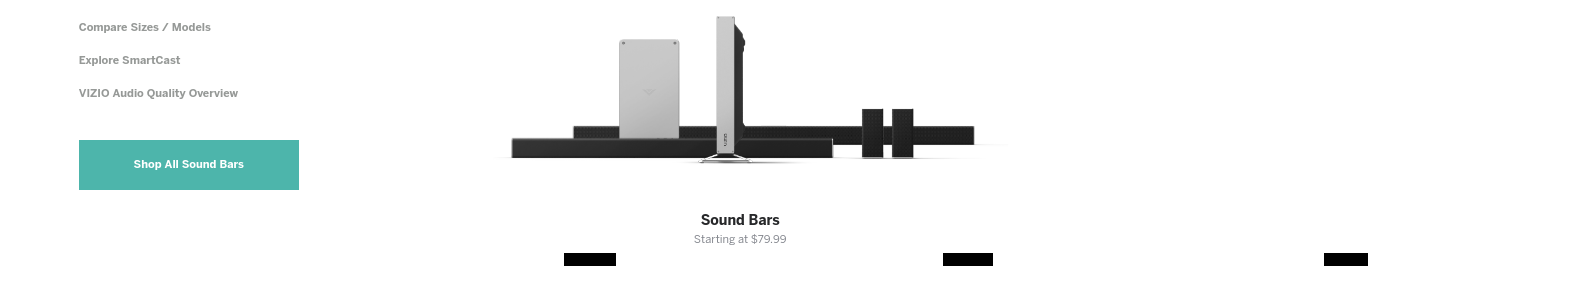 Compare Sizes / Models
Explore SmartCast
VIZIO Audio Quality Overview
Shop All Sound Bars
VIZIO
Sound Bars
Starting at $79.99